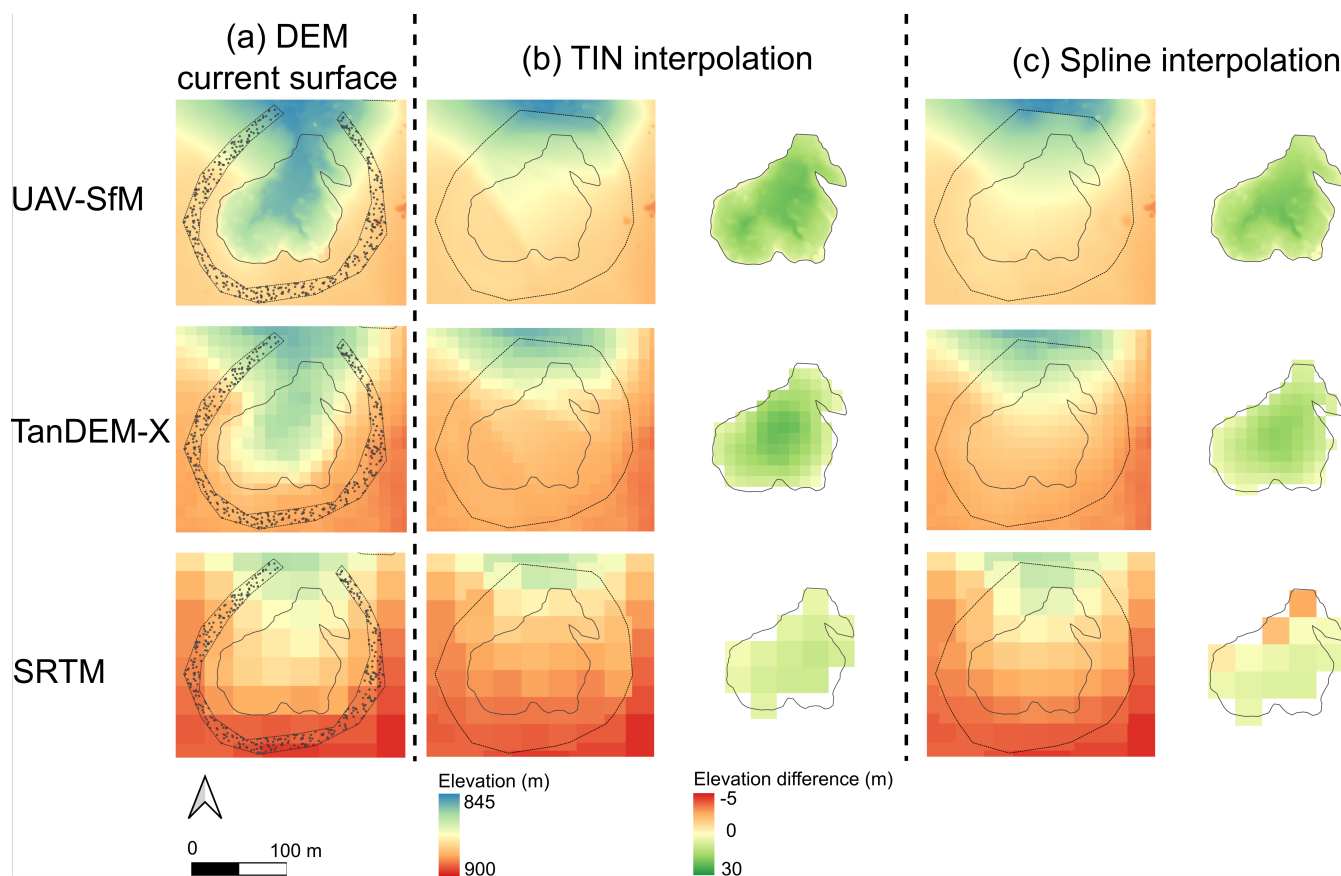 (a) DEM
current surface
(b) TIN interpolation
(c) Spline interpolation
UAV-SfM
TanDEM-X
SRTM
0 100 m
Elevation (m)
845
900
Elevation difference (m)
-5
0
30